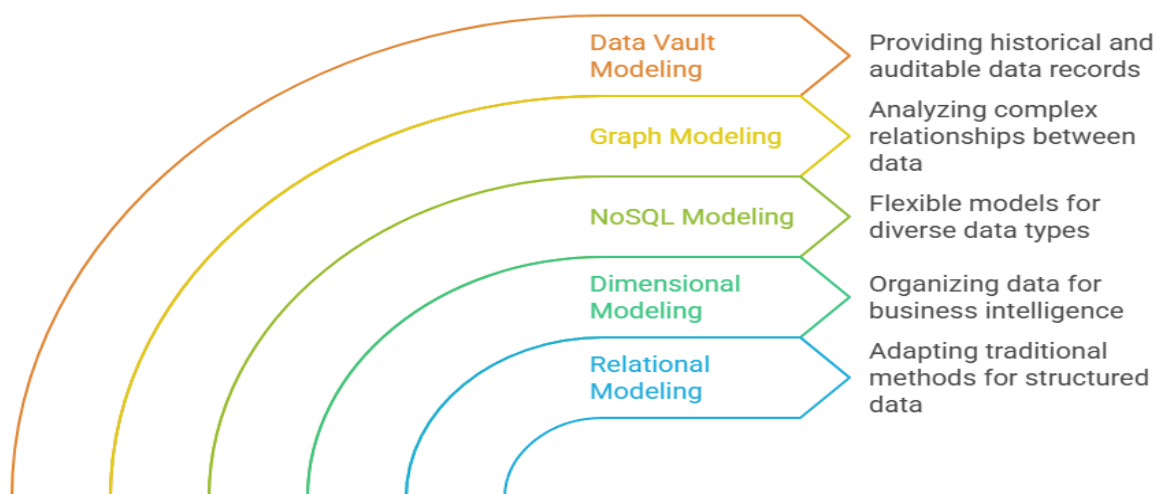 Data Vault
Modeling
Providing historical and
auditable data records
Graph Modeling
Analyzing complex
relationships between
data
NoSQL Modeling
Flexible models for
diverse data types
Dimensional
Modeling
Organizing data for
business intelligence
Relational
Modeling
Adapting traditional
methods for structured
data